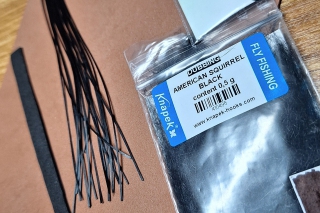 DUBBING
AMERICAN SQUIRREL
BLACK
content 0,5 g
www.knapek-hooks.com
Knapek
FLY FISHING